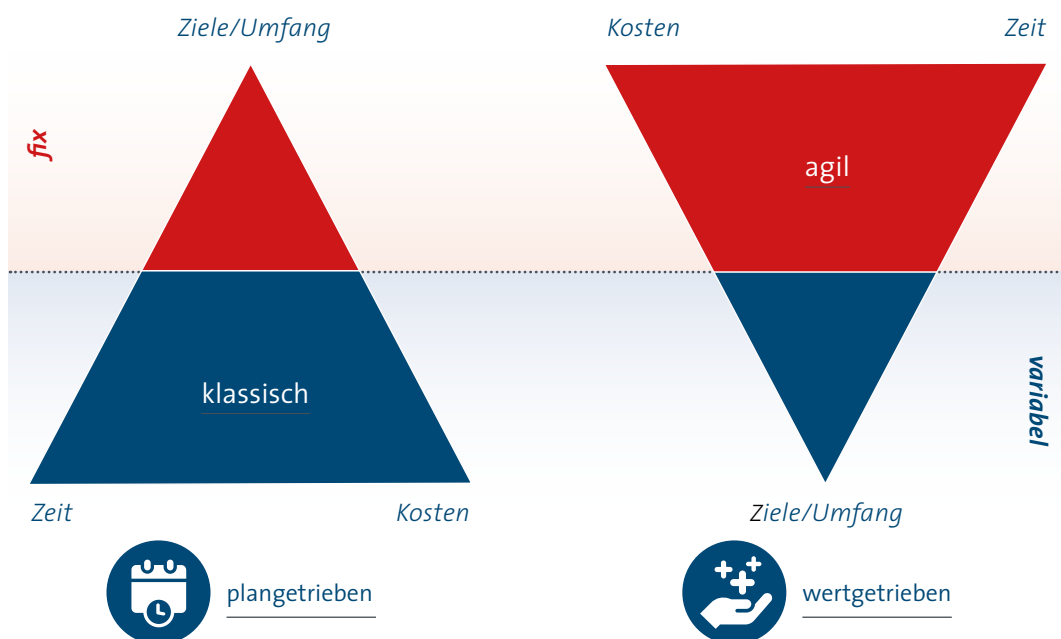 Ziele/Umfang
Kosten
Zeit
fix
agil
klassisch
variabel
Zeit
Kosten
Ziele/Umfang
plangetrieben
wertgetrieben